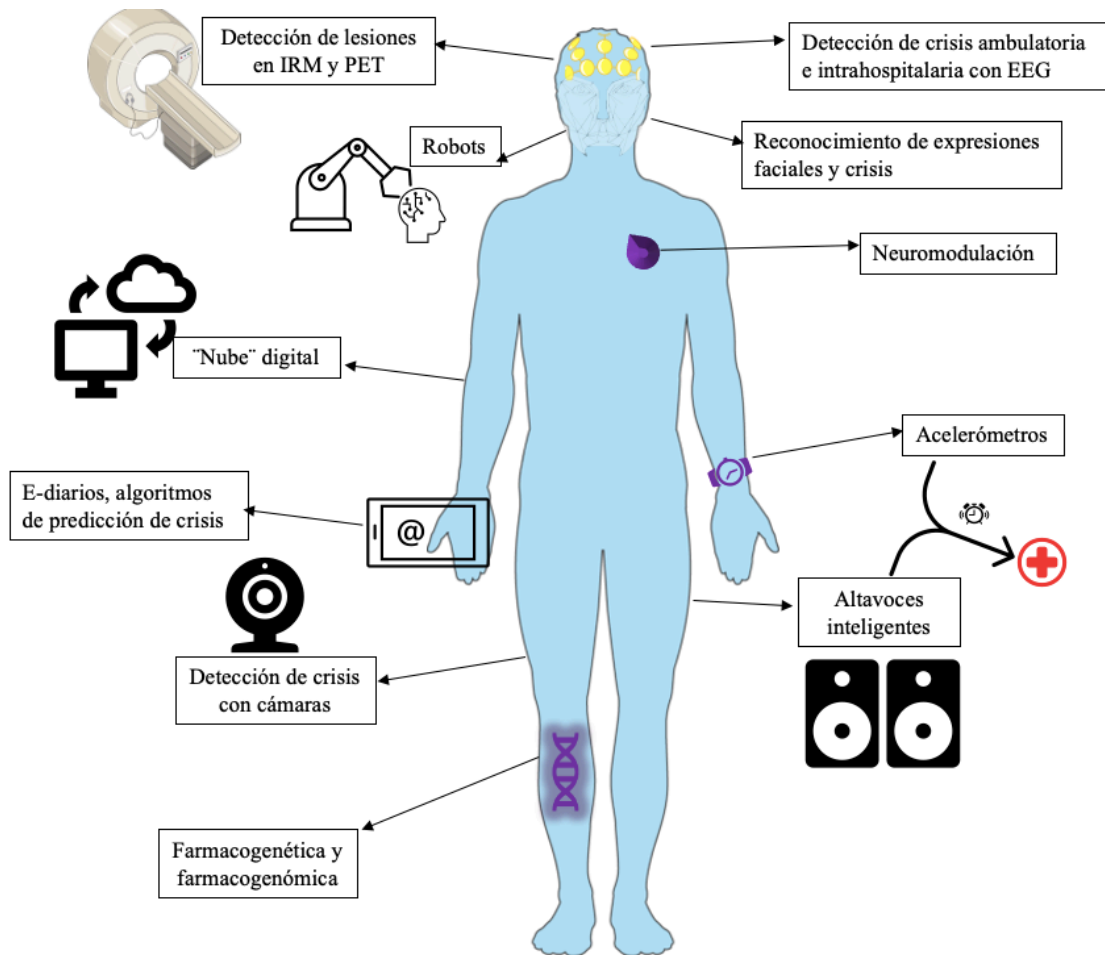 Detección de lesiones
en IRM y PET
Detección de crisis ambulatoria
e intrahospitalaria con EEG
Robots
Reconocimiento de expresiones
faciales y crisis
Neuromodulación
¨Nube¨ digital
Acelerómetros
E-diarios, algoritmos
de predicción de crisis
@
Altavoces
inteligentes
Detección de crisis
con cámaras
Farmacogenética y
farmacogenómica